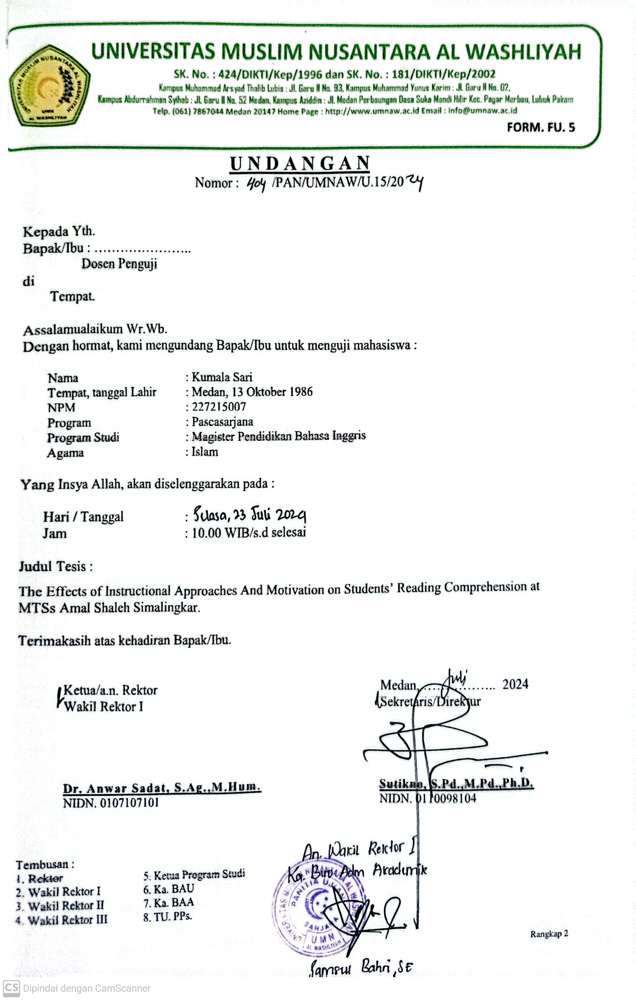 UNIVERSITAS MUSLIM NUSANTARA AL WASHLIYAH
SK. No. : 424/DIKTI/Kep/1996 dan SK. No. : 181/DIKTI/Kep/2002
Kampus Muhammad Arsyad Thalib Lubis : Jl. Garu II No. 93, Kampus Muhammad Yunus Karim : Jl. Garu II No. 02,
Kampus Abdurrahman Syihab : Jl. Garu II No. 52 Medan, Kampus Aziddin : Jl. Medan Perbaungan Desa Suka Mandi Hilir Kec. Pagar Merbau, Lubuk Pakam
Telp. (061) 7867044 Medan 20147 Home Page : http://www.umnaw.ac.id Email : info@umnaw.ac.id
FORM. FU. 5
UNIVERSITAS MUSLIM NUSANTARA AL WASHLIYAH
UMN
AL WASHLIYAH
UNDANGAN
Nomor : 404 /PAN/UMNAW/U.15/2024
Kepada Yth.
Bapak/Ibu : .......................
Dosen Penguji
di
Tempat.
Assalamualaikum Wr.Wb.
Dengan hormat, kami mengundang Bapak/Ibu untuk menguji mahasiswa :
Nama : Kumala Sari
Tempat, tanggal Lahir : Medan, 13 Oktober 1986
NPM : 227215007
Program : Pascasarjana
Program Studi : Magister Pendidikan Bahasa Inggris
Agama : Islam
Yang Insya Allah, akan diselenggarakan pada :
Hari / Tanggal : Selasa, 23 Juli 2024
Jam : 10.00 WIB/s.d selesai
Judul Tesis :
The Effects of Instructional Approaches And Motivation on Students' Reading Comprehension at
MTSs Amal Shaleh Simalingkar.
Terimakasih atas kehadiran Bapak/Ibu.
Medan, ...Juli... 2024
Ketua/a.n. Rektor
Wakil Rektor I
Sekretaris/Direktur
Dr. Anwar Sadat, S.Ag.,M.Hum.
NIDN. 0107107101
Sutikno, S.Pd.,M.Pd.,Ph.D.
NIDN. 0110098104
An. Wakil Rektor I
Ka. Biro Adm Akademik
UNIVERSITAS MUSLIM NUSANTARA AL WASHLIYAH
PANITIA UJIAN
SARJANA
UMN
AL WASHLIYAH
Samsul Bahri, SE
Tembusan :
1. Rektor
2. Wakil Rektor I
3. Wakil Rektor II
4. Wakil Rektor III
5. Ketua Program Studi
6. Ka. BAU
7. Ka. BAA
8. TU. PPs.
Rangkap 2
CS Dipindai dengan CamScanner